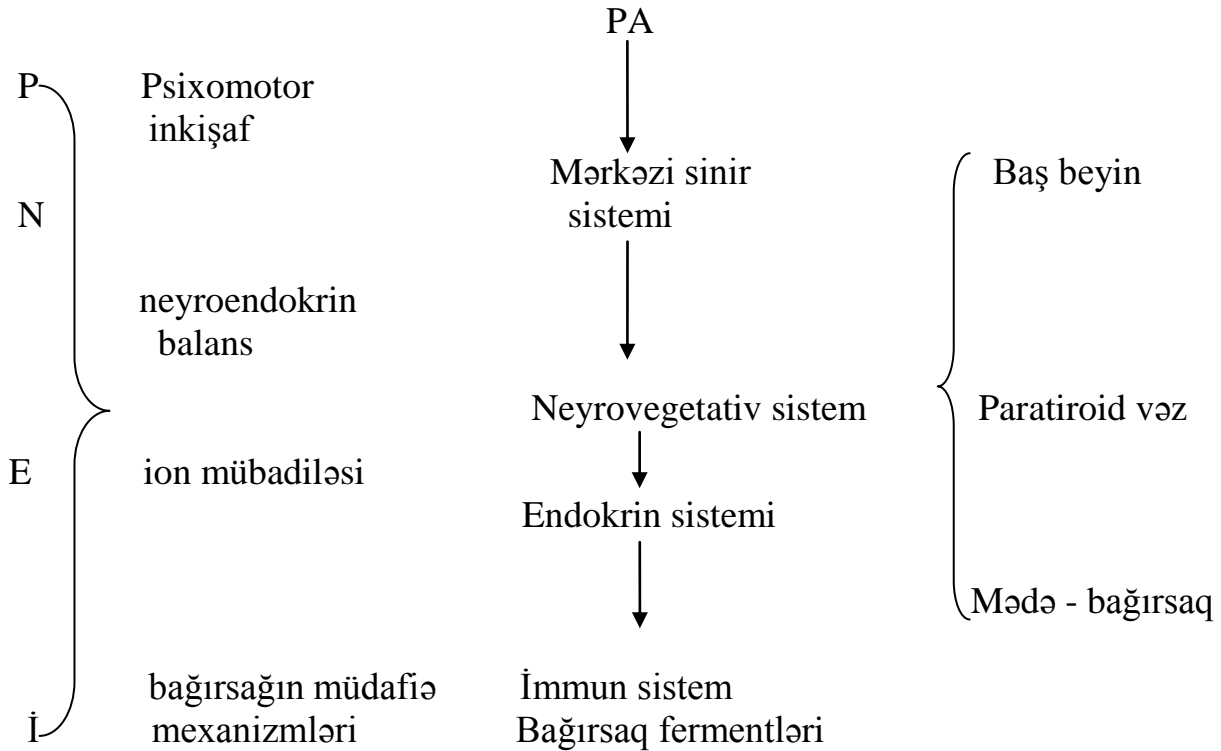 PA
P
Psixomotor
inkişaf
Mərkəzi sinir
sistemi
Baş beyin
N
neyroendokrin
balans
Neyrovegetativ sistem
Paratiroid vəz
E
ion mübadiləsi
Endokrin sistemi
Mədə - bağırsaq
bağırsağın müdafiə
mexanizmləri
İmmun sistem
Bağırsaq fermentləri
İ